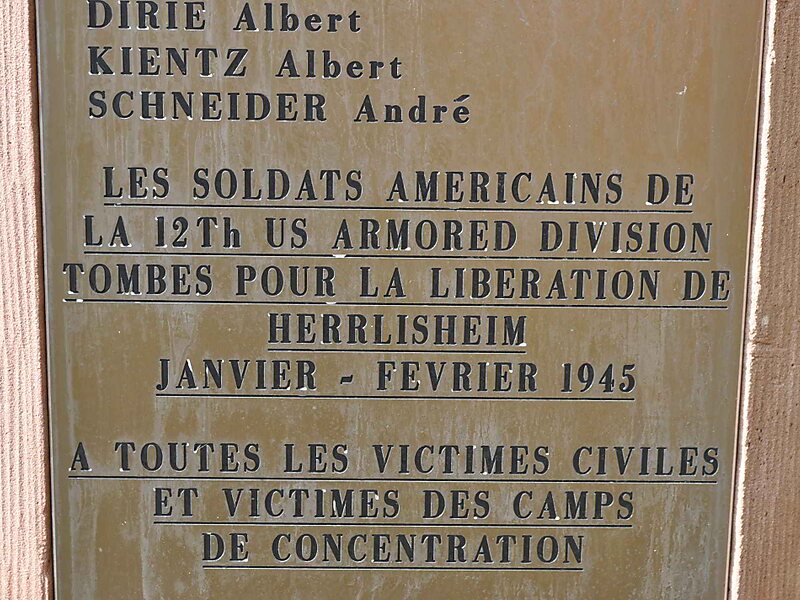 DIRIE Albert
KIENTZ Albert
SCHNEIDER André
LES SOLDATS AMERICAINS DE
LA 12Th US ARMORED DIVISION
TOMBES POUR LA LIBERATION DE
HERRLISHEIM
JANVIER - FEVRIER 1945
A TOUTES LES VICTIMES CIVILES
ET VICTIMES DES CAMPS
DE CONCENTRATION